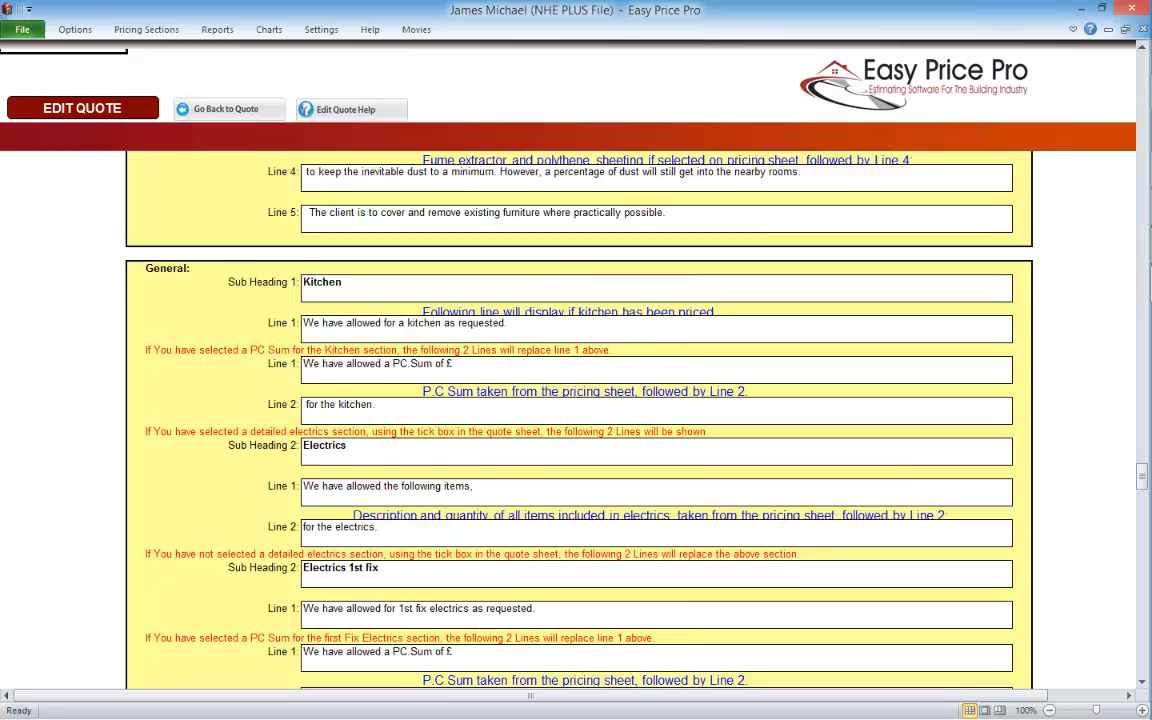 James Michael (NHE PLUS File) - Easy Price Pro
File Options Pricing Sections Reports Charts Settings Help Movies
Easy Price Pro
Estimating Software For The Building Industry
EDIT QUOTE Go Back to Quote Edit Quote Help
Fume extractor and polythene sheeting if selected on pricing sheet, followed by Line 4:
Line 4: to keep the inevitable dust to a minimum. However, a percentage of dust will still get into the nearby rooms.
Line 5: The client is to cover and remove existing furniture where practically possible.
General:
Sub Heading 1: Kitchen
Following line will display if kitchen has been priced.
Line 1: We have allowed for a kitchen as requested.
If You have selected a PC Sum for the Kitchen section, the following 2 Lines will replace line 1 above.
Line 1: We have allowed a PC.Sum of £
P.C Sum taken from the pricing sheet, followed by Line 2.
Line 2: for the kitchen.
If You have selected a detailed electrics section, using the tick box in the quote sheet, the following 2 Lines will be shown.
Sub Heading 2: Electrics
Line 1: We have allowed the following items,
Description and quantity of all items included in electrics, taken from the pricing sheet, followed by Line 2:
Line 2: for the electrics.
If You have not selected a detailed electrics section, using the tick box in the quote sheet, the following 2 Lines will replace the above section.
Sub Heading 2: Electrics 1st fix
Line 1: We have allowed for 1st fix electrics as requested.
If You have selected a PC Sum for the first Fix Electrics section, the following 2 Lines will replace line 1 above.
Line 1: We have allowed a PC.Sum of £
P.C Sum taken from the pricing sheet, followed by Line 2.
Ready 100%